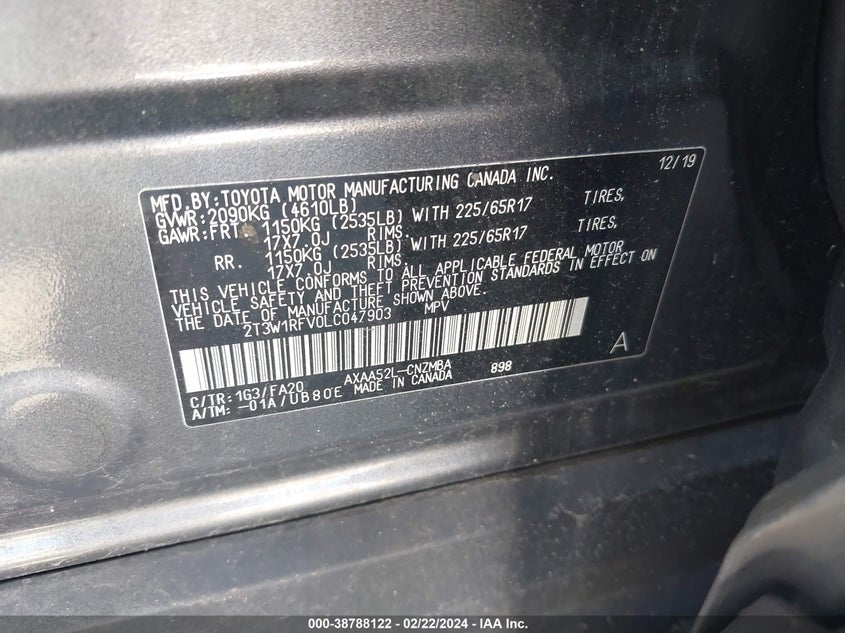 MFD.BY:TOYOTA MOTOR MANUFACTURING CANADA INC. 12/19
GVWR:2090KG (4610LB)
GAWR:FRT. 1150KG (2535LB) WITH 225/65R17 TIRES,
17X7.0J RIMS.
RR. 1150KG (2535LB) WITH 225/65R17 TIRES,
17X7.0J RIMS.
THIS VEHICLE CONFORMS TO ALL APPLICABLE FEDERAL MOTOR
VEHICLE SAFETY AND THEFT PREVENTION STANDARDS IN EFFECT ON
THE DATE OF MANUFACTURE SHOWN ABOVE.
2T3W1RFV0LC047903 MPV
A
C/TR:1G3/FA20 AXAA52L-CNZMBA 898
A/TM:-01A/UB80E MADE IN CANADA
000-38788122 - 02/22/2024 - IAA Inc.